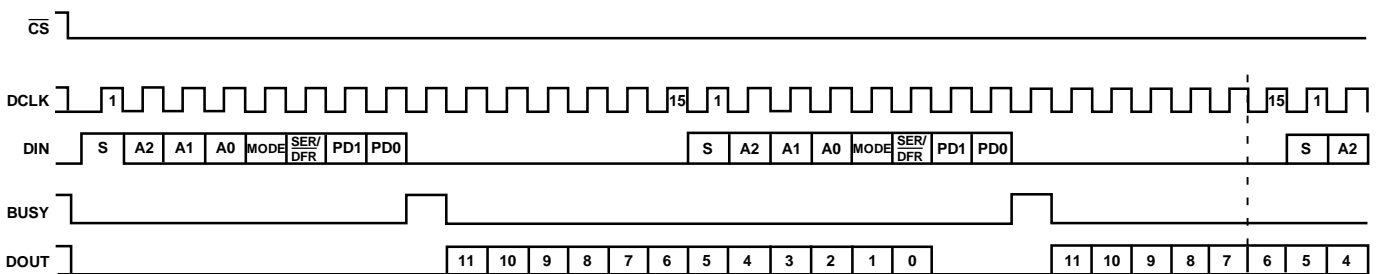 CS
DCLK 1 15 1 15 1
DIN S A2 A1 A0 MODE SER/ DFR PD1 PD0 S A2 A1 A0 MODE SER/ DFR PD1 PD0 S A2
BUSY
DOUT 11 10 9 8 7 6 5 4 3 2 1 0 11 10 9 8 7 6 5 4